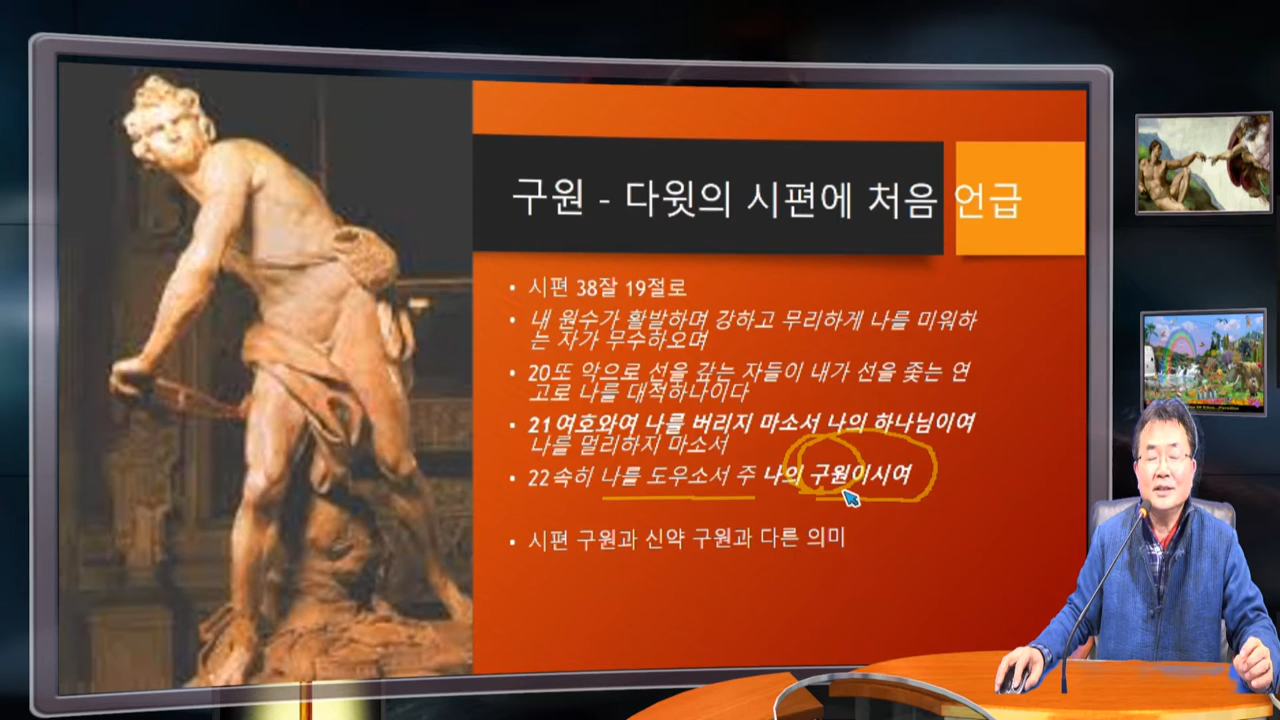 구원 - 다윗의 시편에 처음 언급
• 시편 38잘 19절로
• 내 원수가 활발하며 강하고 무리하게 나를 미워하
는 자가 무수하오며
• 20또 악으로 선을 갚는 자들이 내가 선을 좇는 연
고로 나를 대적하나이다
• 21여호와여 나를 버리지 마소서 나의 하나님이여
나를 멀리하지 마소서
• 22속히 나를 도우소서 주 나의 구원이시여
• 시편 구원과 신약 구원과 다른 의미